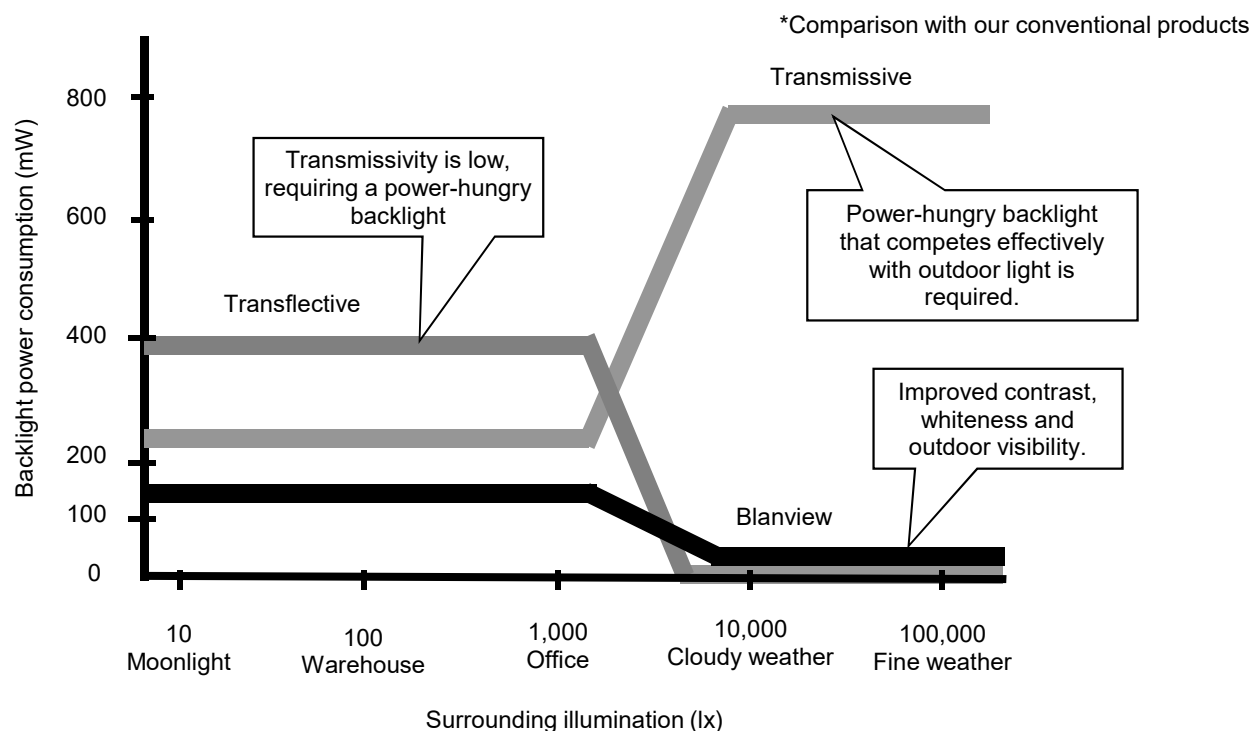 *Comparison with our conventional products
Transmissive
800
Transmissivity is low,
requiring a power-hungry
backlight
Power-hungry backlight
that competes effectively
with outdoor light is
required.
600
Backlight power consumption (mW)
Transflective
400
Improved contrast,
whiteness and
outdoor visibility.
200
100
Blanview
0
10
Moonlight
100
Warehouse
1,000
Office
10,000
Cloudy weather
100,000
Fine weather
Surrounding illumination (lx)